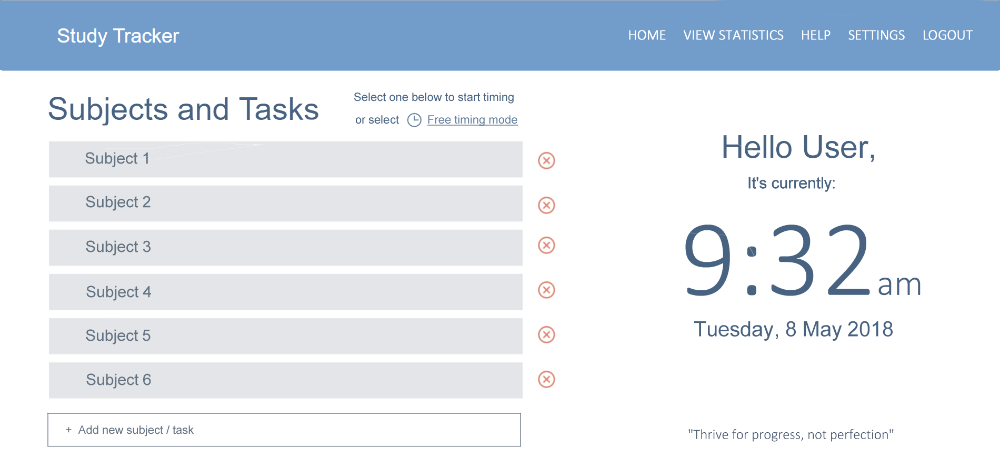 Study Tracker
HOME VIEW STATISTICS HELP SETTINGS LOGOUT
Subjects and Tasks
Select one below to start timing
or select Free timing mode
Subject 1
Subject 2
Subject 3
Subject 4
Subject 5
Subject 6
+ Add new subject / task
Hello User,
It's currently:
9:32am
Tuesday, 8 May 2018
"Thrive for progress, not perfection"